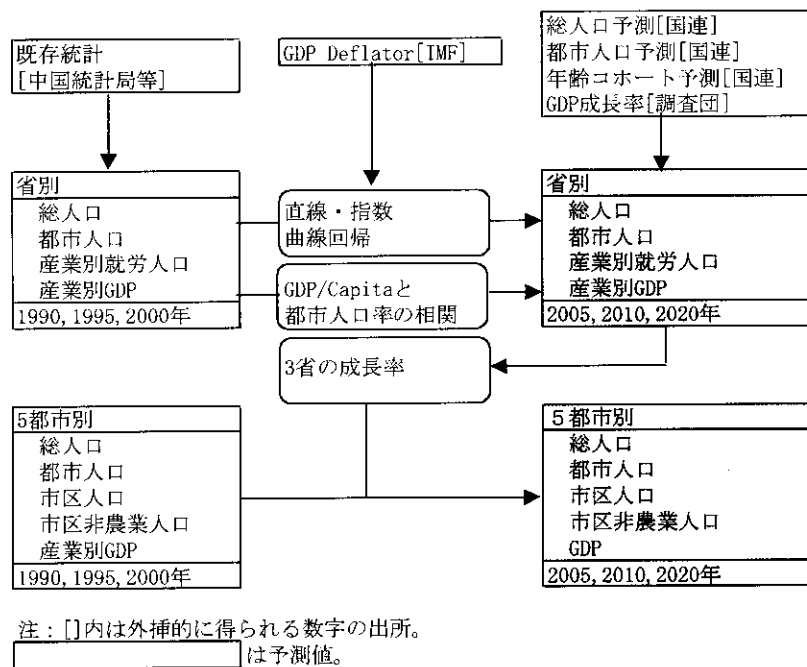 既存統計
[中国統計局等]
GDP Deflator[IMF]
総人口予測[国連]
都市人口予測[国連]
年齢コホート予測[国連]
GDP成長率[調査団]
省別
総人口
都市人口
産業別就労人口
産業別GDP
1990,1995,2000年
直線・指数
曲線回帰
GDP/Capitaと
都市人口率の相関
省別
総人口
都市人口
産業別就労人口
産業別GDP
2005,2010,2020年
3省の成長率
5都市別
総人口
都市人口
市区人口
市区非農業人口
産業別GDP
1990,1995,2000年
5都市別
総人口
都市人口
市区人口
市区非農業人口
GDP
2005,2010,2020年
注：[]内は外挿的に得られる数字の出所。
は予測値。